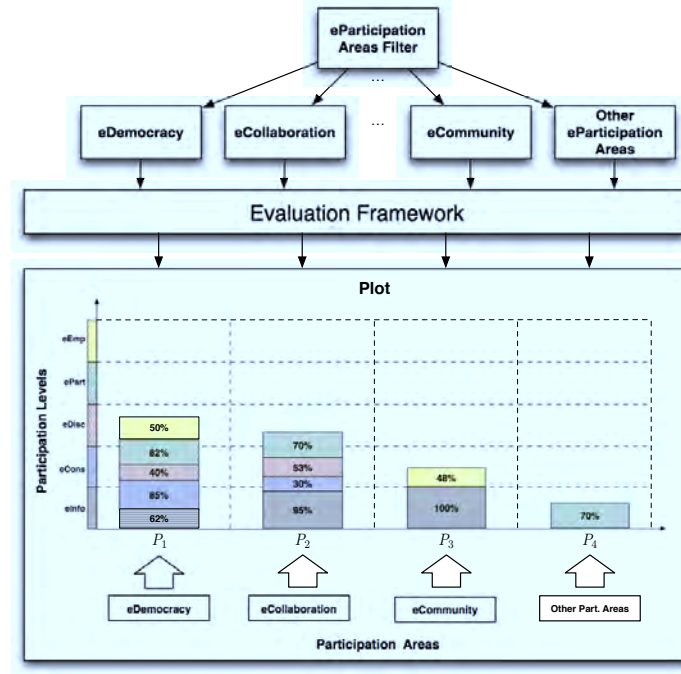 eParticipation
Areas Filter
...
eDemocracy
eCollaboration
...
eCommunity
Other
eParticipation
Areas
Evaluation Framework
Plot
Participation Levels
eEmp
ePart
eDisc
eCons
eInfo
50%
82%
40%
85%
62%
70%
53%
30%
95%
48%
100%
70%
P1
P2
P3
P4
eDemocracy
eCollaboration
eCommunity
Other Part. Areas
Participation Areas